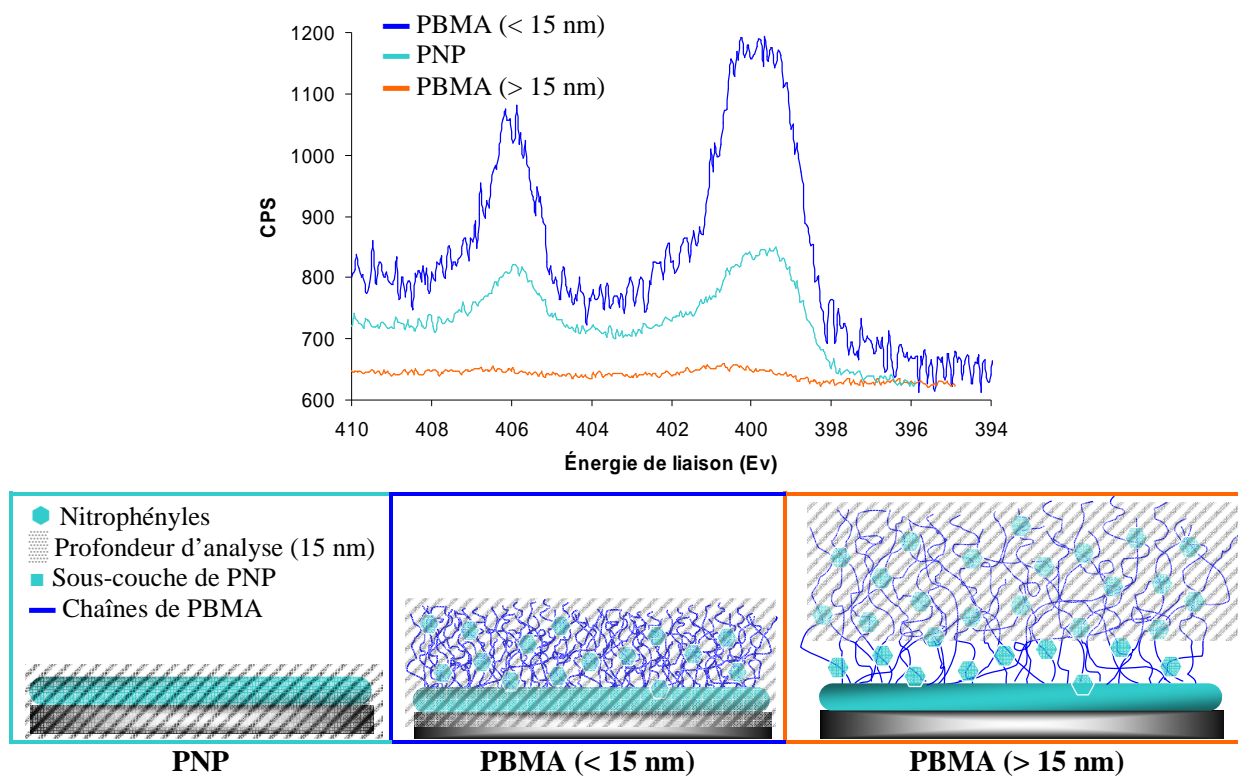 PBMA (< 15 nm)
PNP
PBMA (> 15 nm)
1200
1100
1000
900
800
700
600
CPS
410 408 406 404 402 400 398 396 394
Énergie de liaison (Ev)
Nitrophényles
Profondeur d'analyse (15 nm)
Sous-couche de PNP
Chaînes de PBMA
PNP PBMA (< 15 nm) PBMA (> 15 nm)